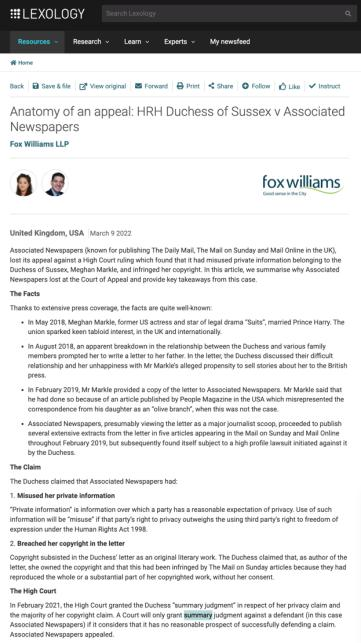 LEXOLOGY
Search Lexology
Resources
Research
Learn
Experts
My newsfeed
Home
Back Save & file View original Forward Print Share Follow Like Instruct
Anatomy of an appeal: HRH Duchess of Sussex v Associated
Newspapers
Fox Williams LLP
foxwilliams
Good sense in the City
United Kingdom, USA March 9 2022
Associated Newspapers (known for publishing The Daily Mail, The Mail on Sunday and Mail Online in the UK),
lost its appeal against a High Court ruling which found that it had misused private information belonging to the
Duchess of Sussex, Meghan Markle, and infringed her copyright. In this article, we summarise why Associated
Newspapers lost at the Court of Appeal and provide key takeaways from this case.
The Facts
Thanks to extensive press coverage, the facts are quite well-known:
• In May 2018, Meghan Markle, former US actress and star of legal drama "Suits", married Prince Harry. The
union sparked keen tabloid interest, in the UK and internationally.
• In August 2018, an apparent breakdown in the relationship between the Duchess and various family
members prompted her to write a letter to her father. In the letter, the Duchess discussed their difficult
relationship and her unhappiness with Mr Markle's alleged propensity to sell stories about her to the British
press.
• In February 2019, Mr Markle provided a copy of the letter to Associated Newspapers. Mr Markle said that
he had done so because of an article published by People Magazine in the USA which misrepresented the
correspondence from his daughter as an "olive branch", when this was not the case.
• Associated Newspapers, presumably viewing the letter as a major journalistic scoop, proceeded to publish
several extensive extracts from the letter in five articles appearing in the Mail on Sunday and Mail Online
throughout February 2019, but subsequently found itself subject to a high profile lawsuit initiated against it
by the Duchess.
The Claim
The Duchess claimed that Associated Newspapers had:
1. Misused her private information
"Private information" is information over which a party has a reasonable expectation of privacy. Use of such
information will be "misuse" if that party's right to privacy outweighs the using third party's right to freedom of
expression under the Human Rights Act 1998.
2. Breached her copyright in the letter
Copyright subsisted in the Duchess' letter as an original literary work. The Duchess claimed that, as author of the
letter, she owned the copyright and that this had been infringed by The Mail on Sunday articles because they had
reproduced the whole or a substantial part of her copyrighted work, without her consent.
The High Court
In February 2021, the High Court granted the Duchess "summary judgment" in respect of her privacy claim and
the majority of her copyright claim. A Court will only grant summary judgment against a defendant (in this case
Associated Newspapers) if it considers that it has no reasonable prospect of successfully defending a claim.
Associated Newspapers appealed.